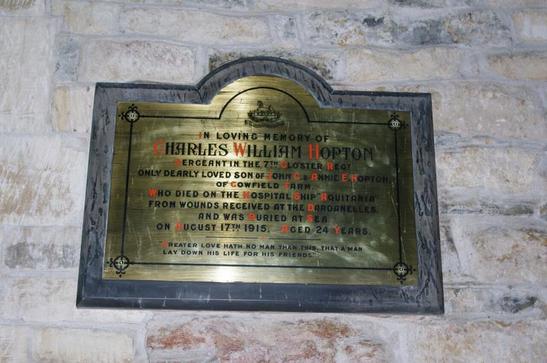 IN LOVING MEMORY OF
CHARLES WILLIAM HOPTON
SERGEANT IN THE 7TH GLOSTER REGT
ONLY DEARLY LOVED SON OF JOHN C. & ANNIE E HOPTON,
OF COWFIELD FARM.
WHO DIED ON THE HOSPITAL SHIP "AQUITANIA"
FROM WOUNDS RECEIVED AT THE DARDANELLES.
AND WAS BURIED AT SEA
ON AUGUST 17TH 1915. AGED 24 YEARS.
"GREATER LOVE HATH NO MAN THAN THIS, THAT A MAN
LAY DOWN HIS LIFE FOR HIS FRIENDS"